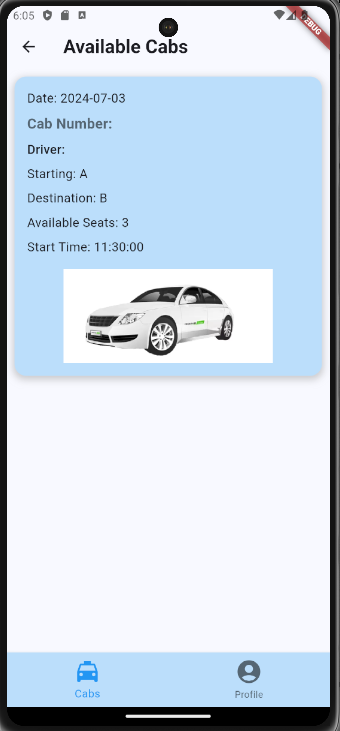 6:05
DEBUG
Available Cabs
Date: 2024-07-03
Cab Number:
Driver:
Starting: A
Destination: B
Available Seats: 3
Start Time: 11:30:00
Cabs
Profile